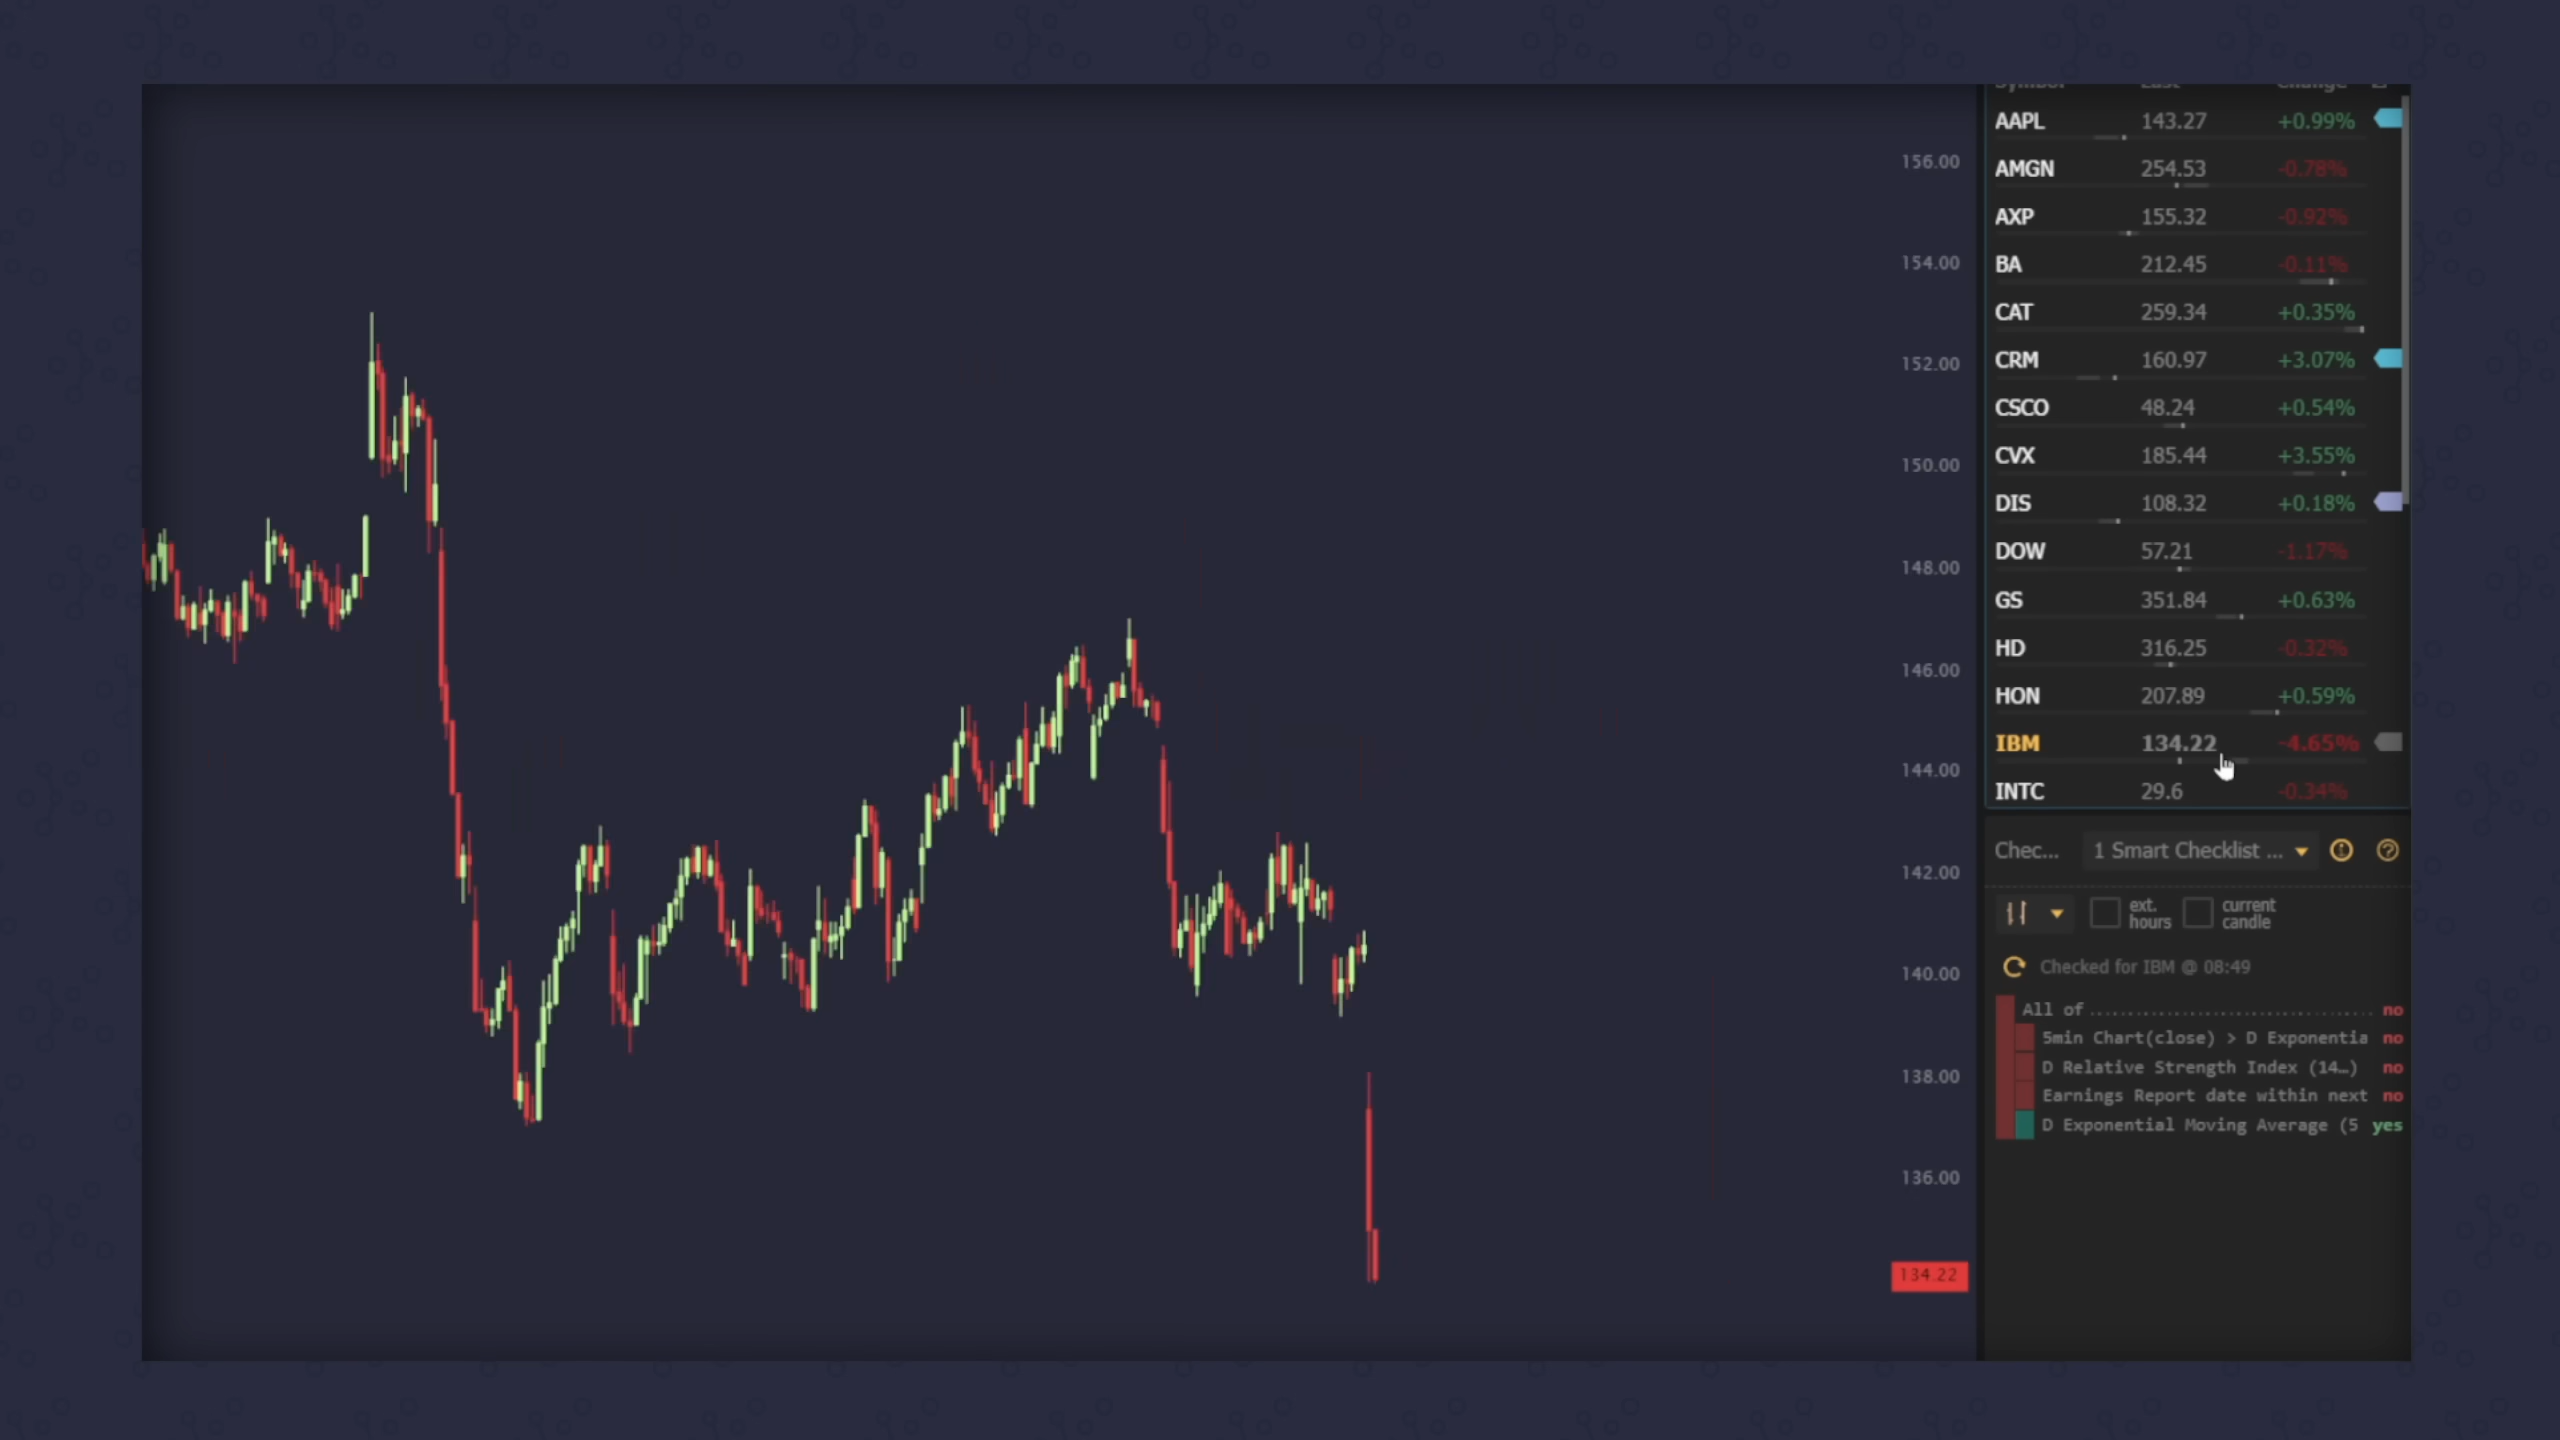 Symbol Last Change
AAPL 143.27 +0.99%
AMGN 254.53 -0.78%
AXP 155.32 -0.92%
BA 212.45 -0.11%
CAT 259.34 +0.35%
CRM 160.97 +3.07%
CSCO 48.24 +0.54%
CVX 185.44 +3.55%
DIS 108.32 +0.18%
DOW 57.21 -1.17%
GS 351.84 +0.63%
HD 316.25 -0.32%
HON 207.89 +0.59%
IBM 134.22 -4.65%
INTC 29.6 -0.34%
156.00
154.00
152.00
150.00
148.00
146.00
144.00
142.00
140.00
138.00
136.00
134.22
Chec... 1 Smart Checklist ...
ext. hours current candle
Checked for IBM @ 08:49
All of no
5min Chart(close) > D Exponentia no
D Relative Strength Index (14…) no
Earnings Report date within next no
D Exponential Moving Average (5 yes